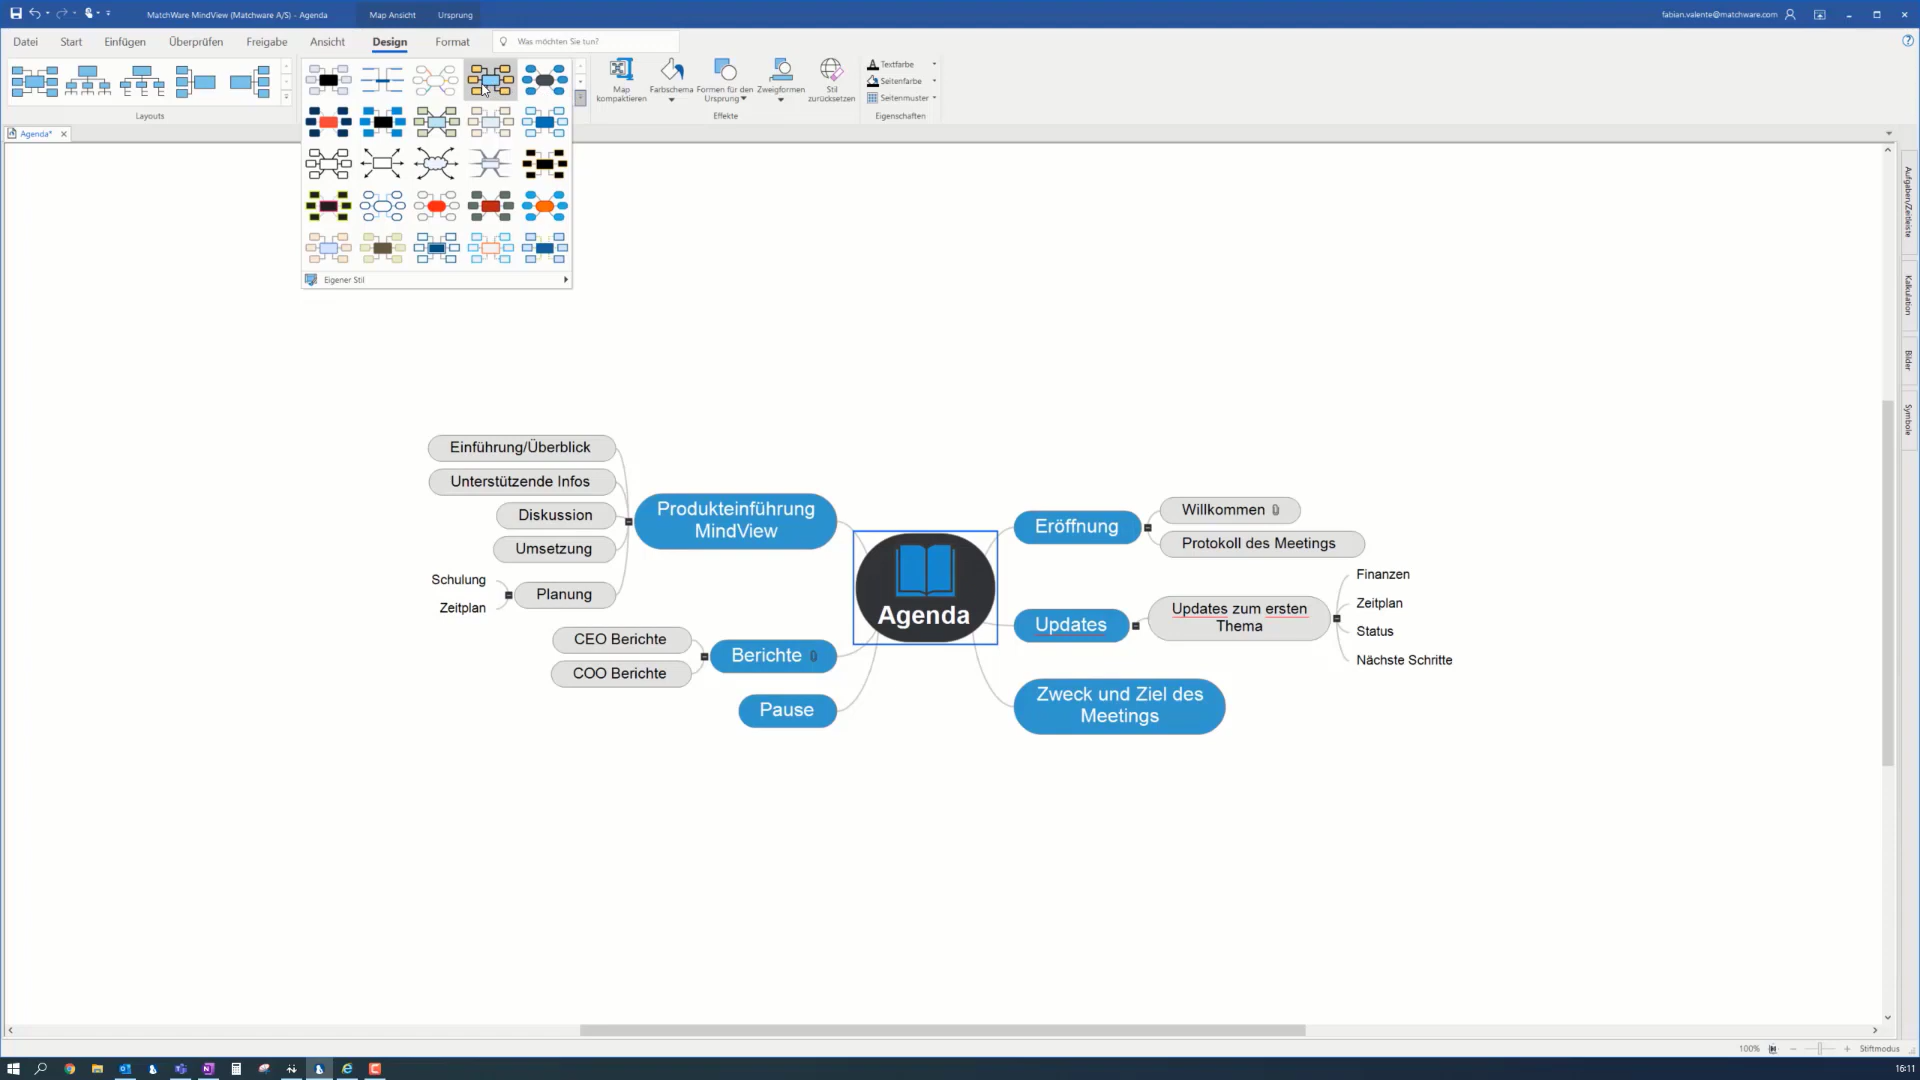 MatchWare MindView (Matchware A/S) - Agenda
Map Ansicht
Ursprung
fabian.valente@matchware.com
Datei
Start
Einfügen
Überprüfen
Freigabe
Ansicht
Design
Format
Was möchten Sie tun?
Map kompaktieren
Farbschema
Formen für den Ursprung
Zweigformen
Stil zurücksetzen
Textfarbe
Seitenfarbe
Seitenmuster
Layouts
Effekte
Eigenschaften
Agenda*
Eigener Stil
Aufgaben/Zeitleiste
Kalkulation
Bilder
Symbole
Einführung/Überblick
Unterstützende Infos
Diskussion
Umsetzung
Schulung
Zeitplan
Planung
Produkteinführung
MindView
CEO Berichte
COO Berichte
Berichte
Pause
Agenda
Eröffnung
Willkommen
Protokoll des Meetings
Updates
Updates zum ersten
Thema
Finanzen
Zeitplan
Status
Nächste Schritte
Zweck und Ziel des
Meetings
100%
Stiftmodus
16:11